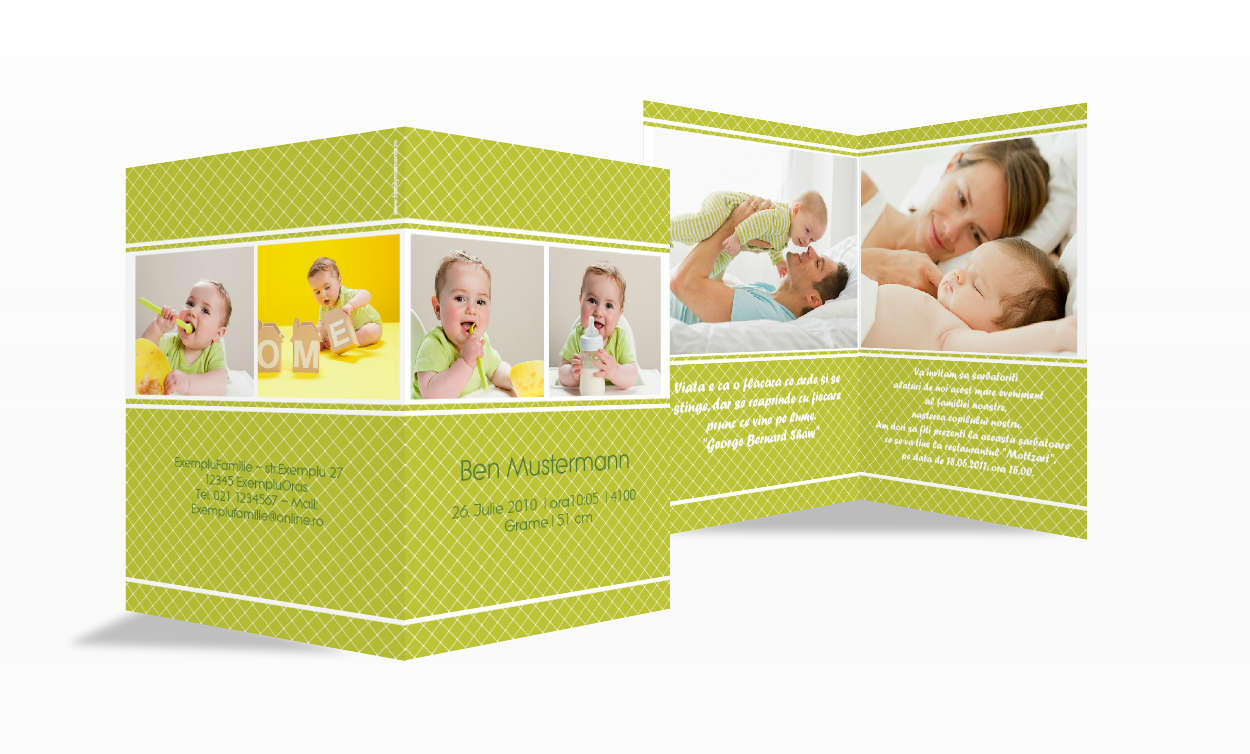 OME
ExempluFamilie – str.Exemplu 27
12345 ExempluOras
Tel. 021 1234567 – Mail:
Exemplufamilie@online.ro
Ben Mustermann
26. Julie 2010 | ora10:05 | 4100
Grame | 51 cm
Viata e ca o flacara ce arde si se
stinge, dar se reaprinde cu fiecare
prunc ce vine pe lume.
"George Bernard Shaw"
Va invitam sa sarbatoriti
alaturi de noi acest mare eveniment
al familiei noastre,
nasterea copilului nostru.
Am dori sa fiti prezenti la aceasta sarbatoare
ce se va tine la restaurantul "Mottzart",
pe data de 18.05.2011, ora 15.00.